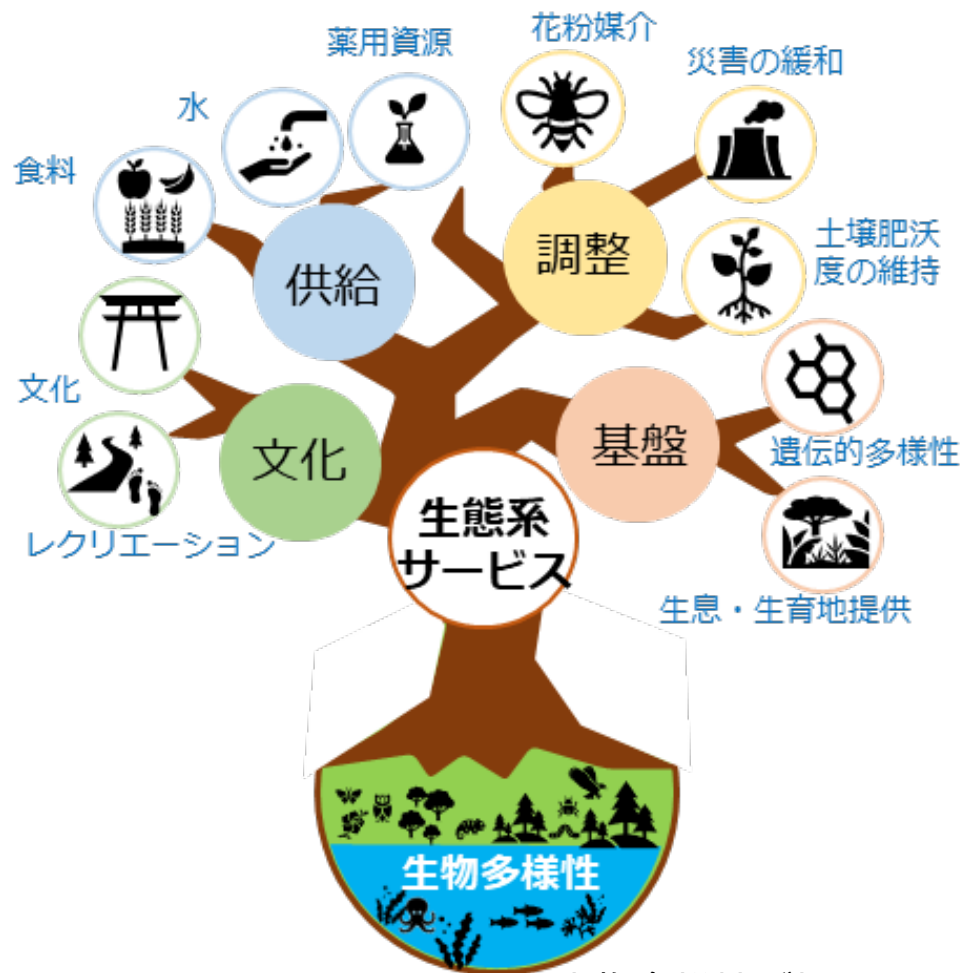 花粉媒介
薬用資源
災害の緩和
水
食料
土壌肥沃
度の維持
調整
供給
文化
基盤
文化
遺伝的多様性
生態系
サービス
レクリエーション
生息・生育地提供
生物多様性